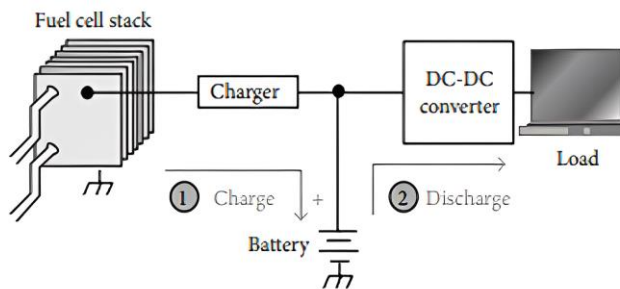 Fuel cell stack
Charger
DC-DC
converter
Load
1 Charge
+
2 Discharge
Battery